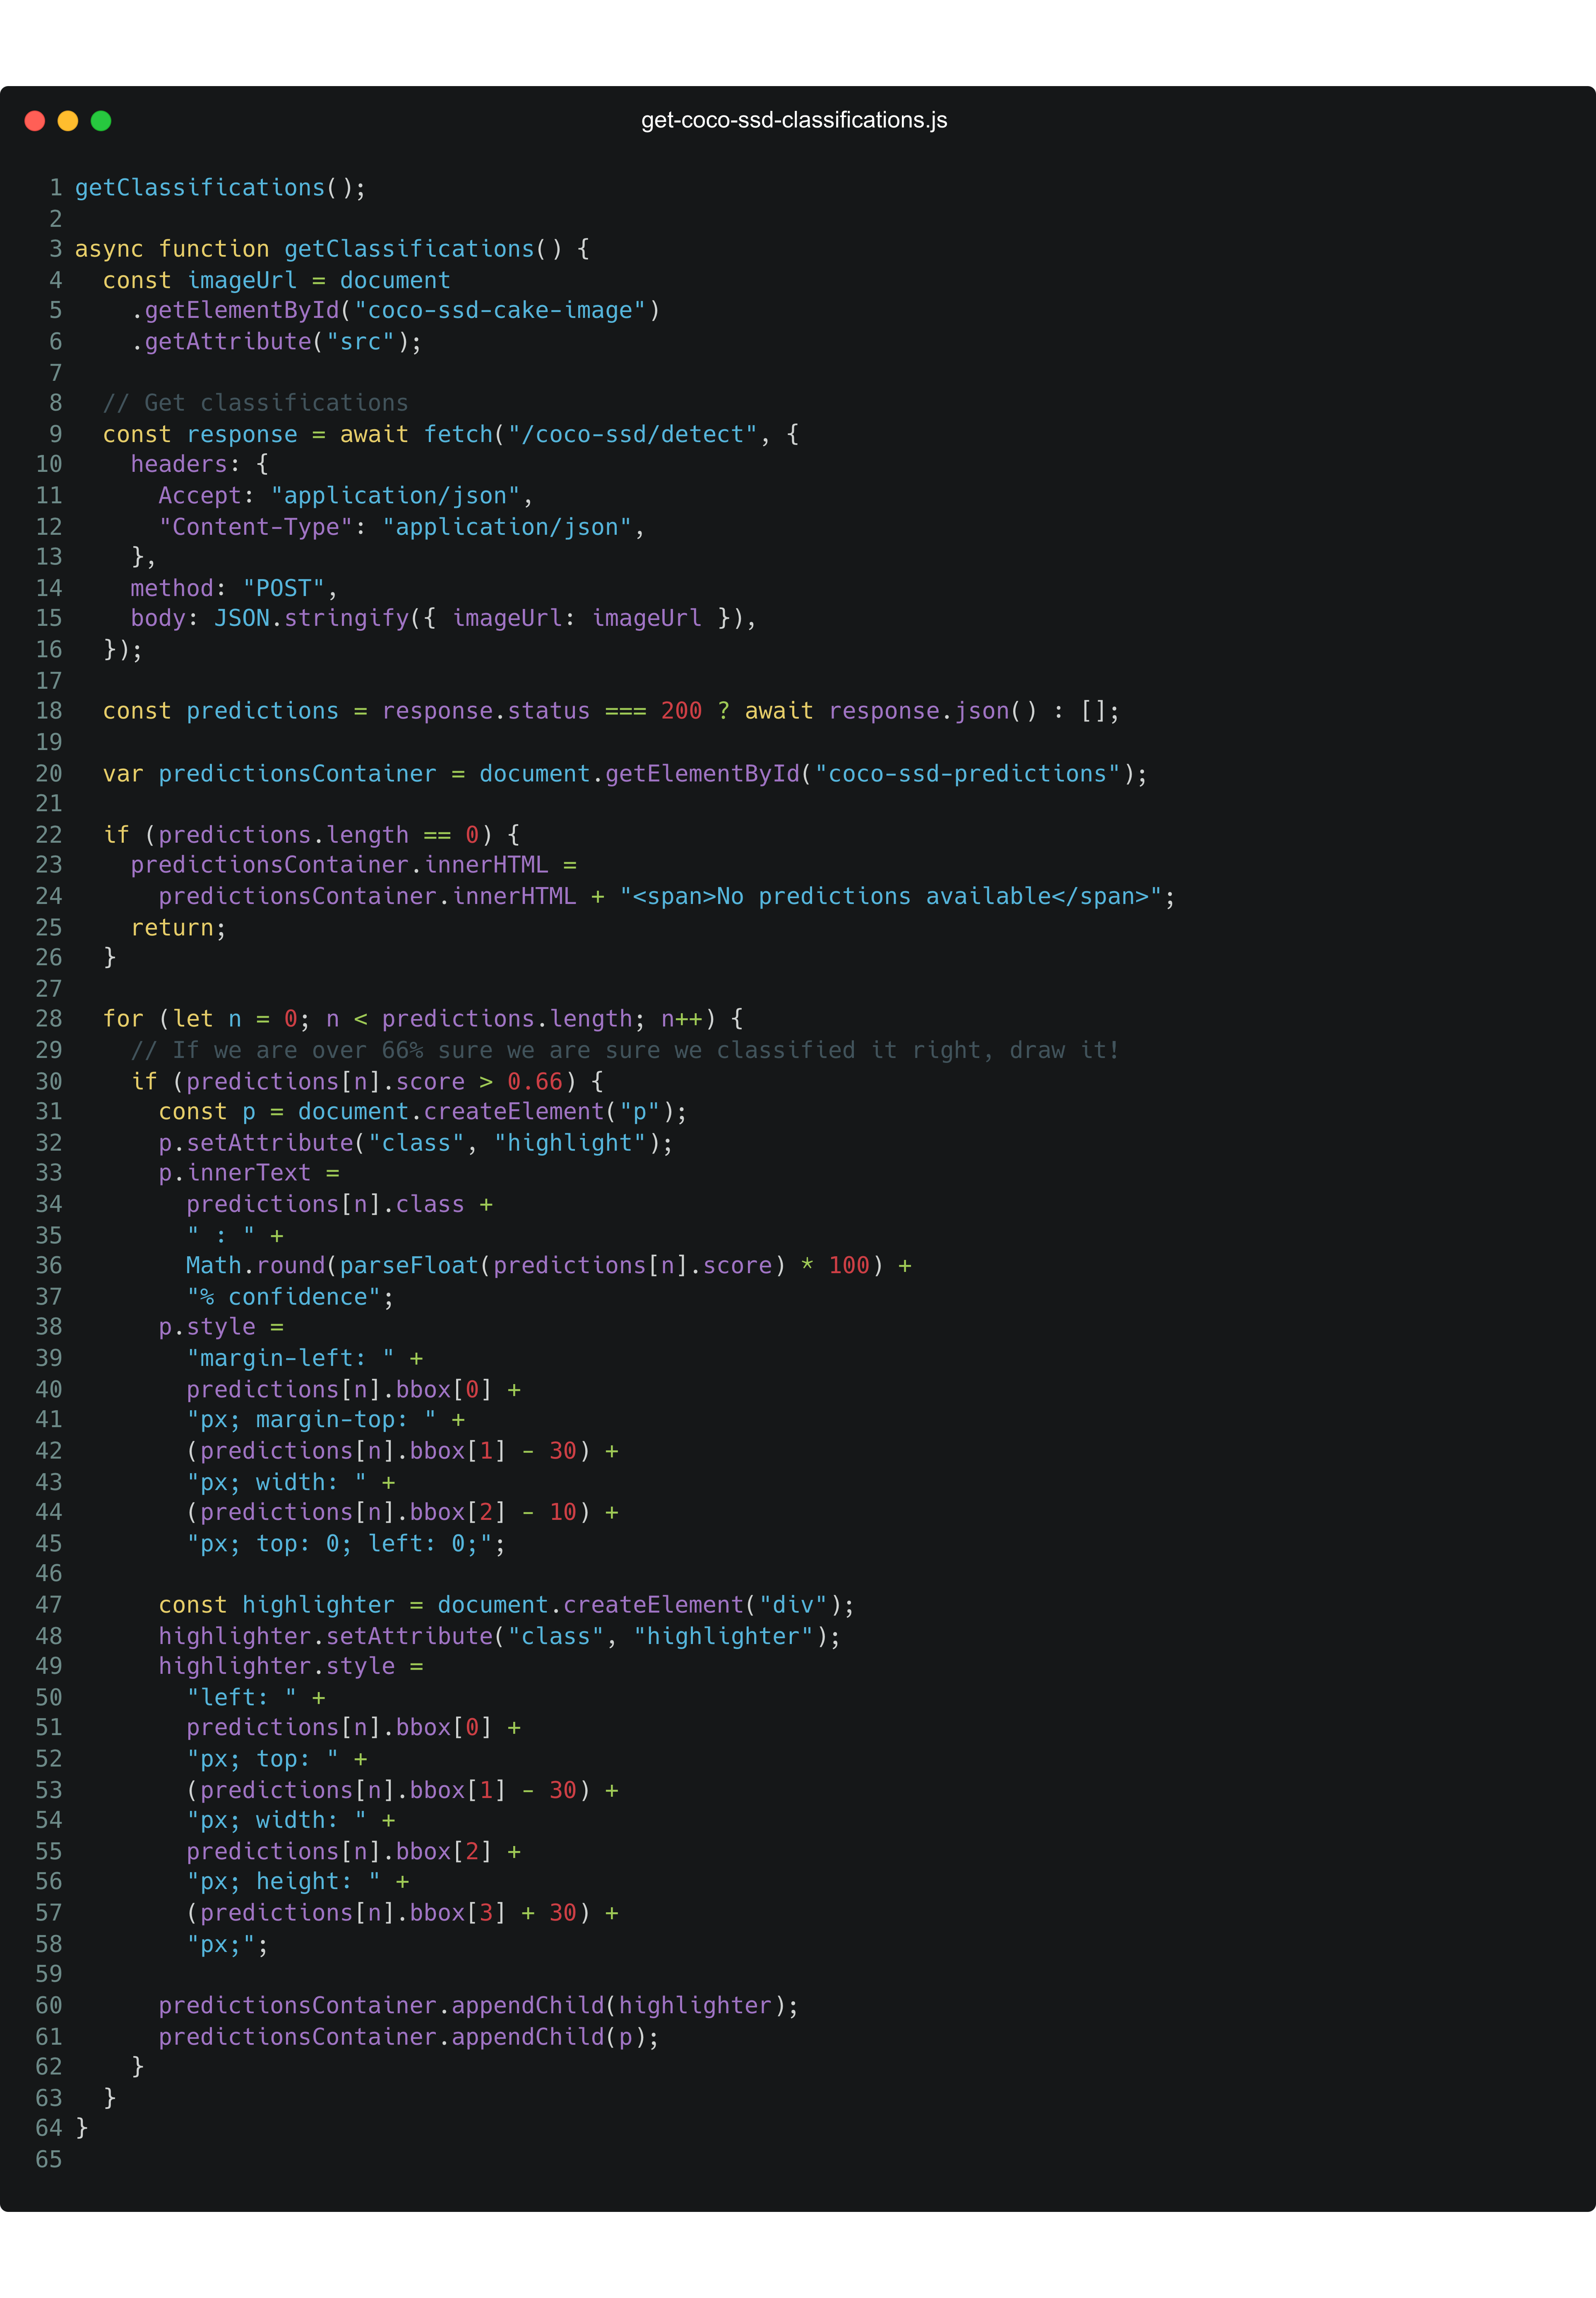 get-coco-ssd-classifications.js
1 getClassifications();
2
3 async function getClassifications() {
4   const imageUrl = document
5     .getElementById("coco-ssd-cake-image")
6     .getAttribute("src");
7
8   // Get classifications
9   const response = await fetch("/coco-ssd/detect", {
10     headers: {
11       Accept: "application/json",
12       "Content-Type": "application/json",
13     },
14     method: "POST",
15     body: JSON.stringify({ imageUrl: imageUrl }),
16   });
17
18   const predictions = response.status === 200 ? await response.json() : [];
19
20   var predictionsContainer = document.getElementById("coco-ssd-predictions");
21
22   if (predictions.length == 0) {
23     predictionsContainer.innerHTML =
24       predictionsContainer.innerHTML + "<span>No predictions available</span>";
25     return;
26   }
27
28   for (let n = 0; n < predictions.length; n++) {
29     // If we are over 66% sure we are sure we classified it right, draw it!
30     if (predictions[n].score > 0.66) {
31       const p = document.createElement("p");
32       p.setAttribute("class", "highlight");
33       p.innerText =
34         predictions[n].class +
35         " : " +
36         Math.round(parseFloat(predictions[n].score) * 100) +
37         "% confidence";
38       p.style =
39         "margin-left: " +
40         predictions[n].bbox[0] +
41         "px; margin-top: " +
42         (predictions[n].bbox[1] - 30) +
43         "px; width: " +
44         (predictions[n].bbox[2] - 10) +
45         "px; top: 0; left: 0;";
46
47       const highlighter = document.createElement("div");
48       highlighter.setAttribute("class", "highlighter");
49       highlighter.style =
50         "left: " +
51         predictions[n].bbox[0] +
52         "px; top: " +
53         (predictions[n].bbox[1] - 30) +
54         "px; width: " +
55         predictions[n].bbox[2] +
56         "px; height: " +
57         (predictions[n].bbox[3] + 30) +
58         "px;";
59
60       predictionsContainer.appendChild(highlighter);
61       predictionsContainer.appendChild(p);
62     }
63   }
64 }
65